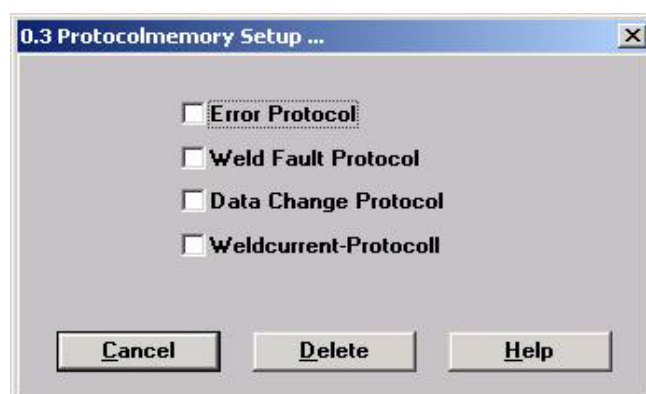 0.3 Protocolmemory Setup ...
Error Protocol
Weld Fault Protocol
Data Change Protocol
Weldcurrent-Protocoll
Cancel Delete Help